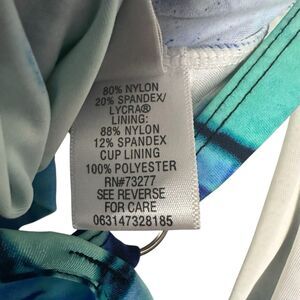 80% NYLON
20% SPANDEX/
LYCRA®
LINING:
88% NYLON
12% SPANDEX
CUP LINING
100% POLYESTER
RN#73277
SEE REVERSE
FOR CARE
063147328185